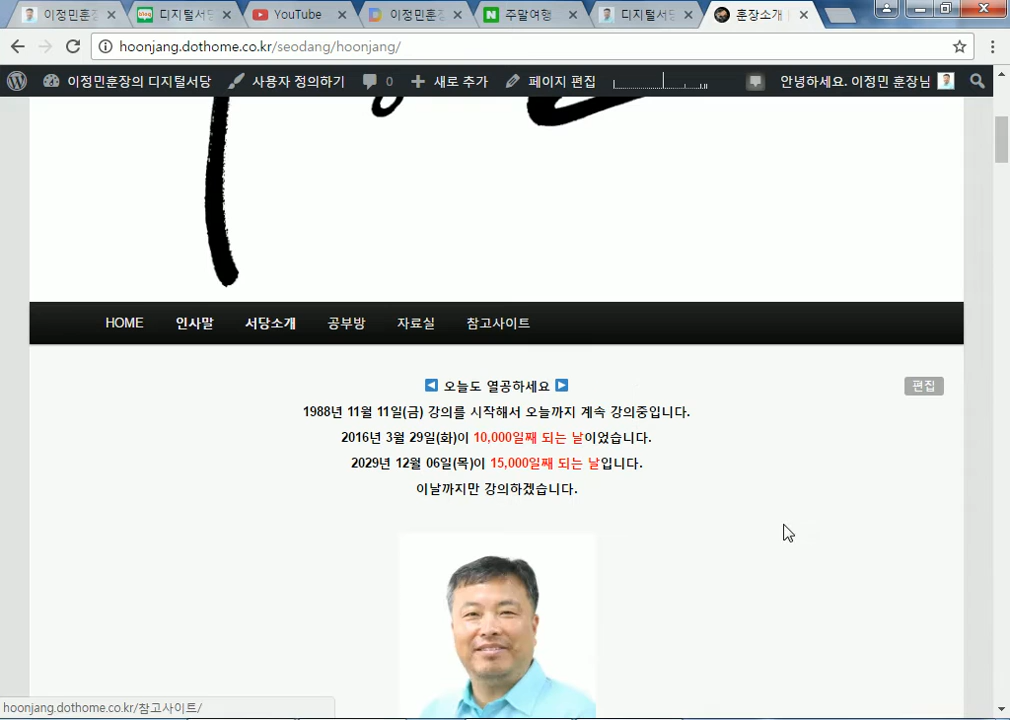 이정민훈장
디지털서당
YouTube
이정민훈장
주말여행
디지털서당
훈장소개
hoonjang.dothome.co.kr/seodang/hoonjang/
이정민훈장의 디지털서당
사용자 정의하기
0
새로 추가
페이지 편집
안녕하세요. 이정민 훈장님
HOME
인사말
서당소개
공부방
자료실
참고사이트
오늘도 열공하세요
편집
1988년 11월 11일(금) 강의를 시작해서 오늘까지 계속 강의중입니다.
2016년 3월 29일(화)이 10,000일째 되는 날이었습니다.
2029년 12월 06일(목)이 15,000일째 되는 날입니다.
이날까지만 강의하겠습니다.
hoonjang.dothome.co.kr/참고사이트/